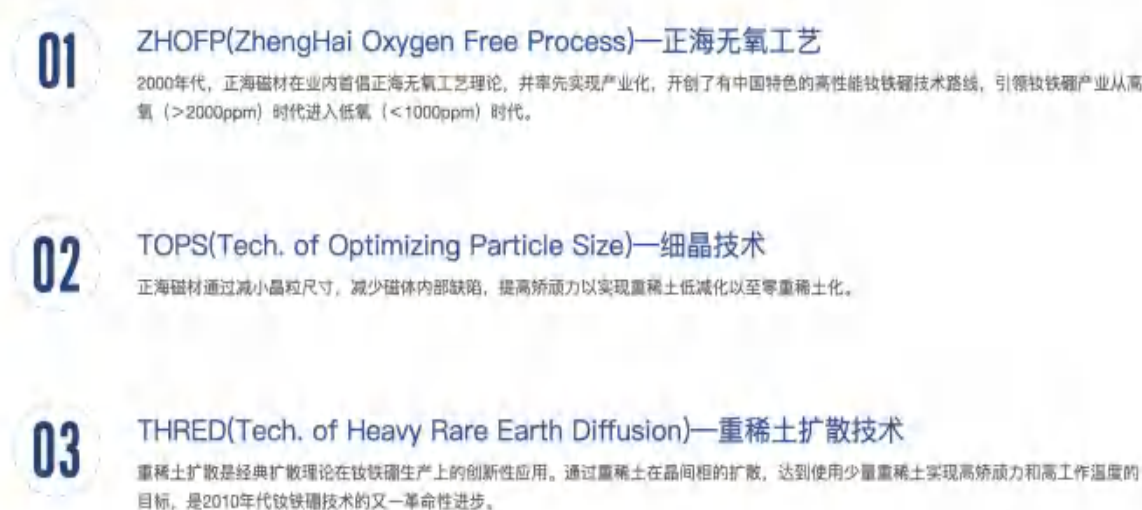 01
ZHOFP(ZhengHai Oxygen Free Process)—正海无氧工艺
2000年代，正海磁材在业内首倡正海无氧工艺理论，并率先实现产业化，开创了有中国特色的高性能钕铁硼技术路线，引领钕铁硼产业从高
氧（>2000ppm）时代进入低氧（<1000ppm）时代。
02
TOPS(Tech. of Optimizing Particle Size)—细晶技术
正海磁材通过减小晶粒尺寸，减少磁体内部缺陷，提高矫顽力以实现重稀土低减化以至零重稀土化。
03
THRED(Tech. of Heavy Rare Earth Diffusion)—重稀土扩散技术
重稀土扩散是经典扩散理论在钕铁硼生产上的创新性应用。通过重稀土在晶间相的扩散，达到使用少量重稀土实现高矫顽力和高工作温度的
目标，是2010年代钕铁硼技术的又一革命性进步。